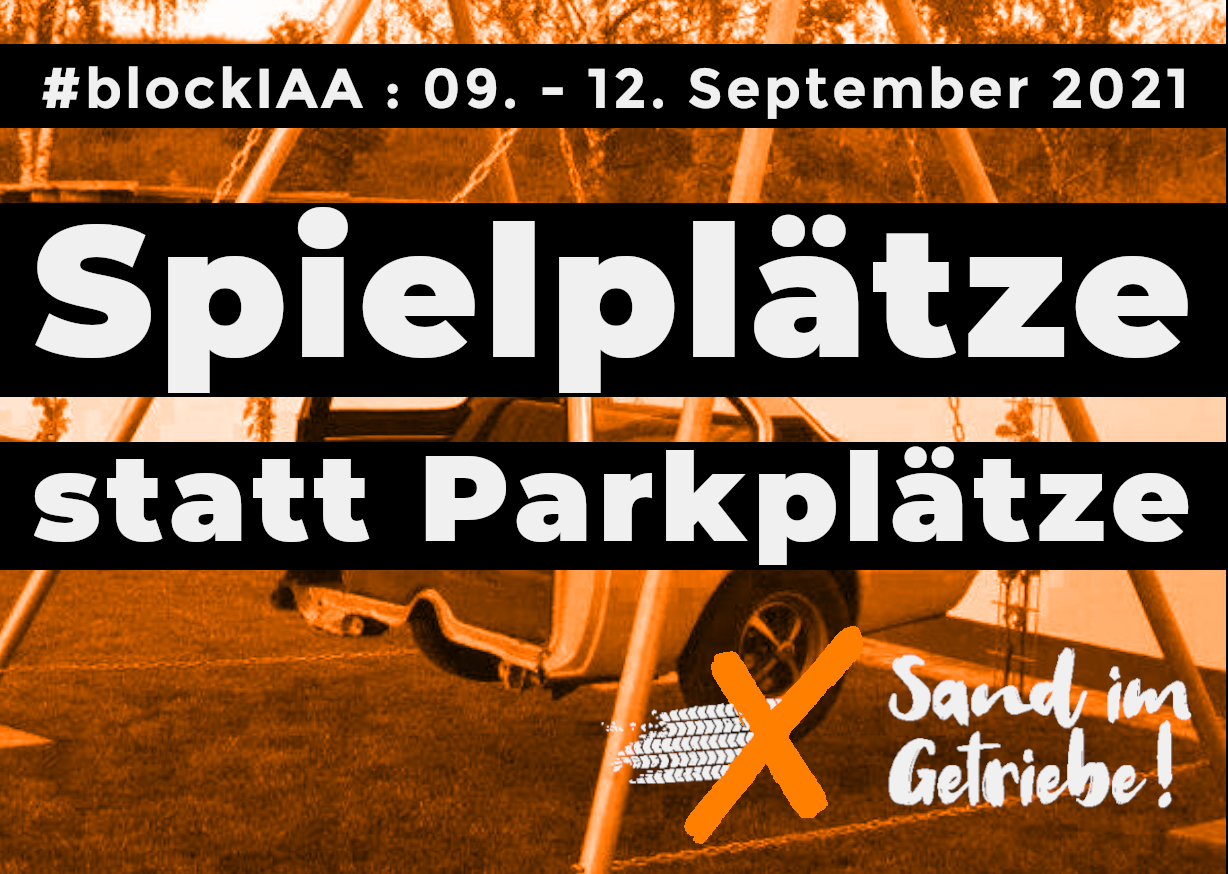 #blockIAA : 09. - 12. September 2021
Spielplätze
statt Parkplätze
Sand im
Getriebe!